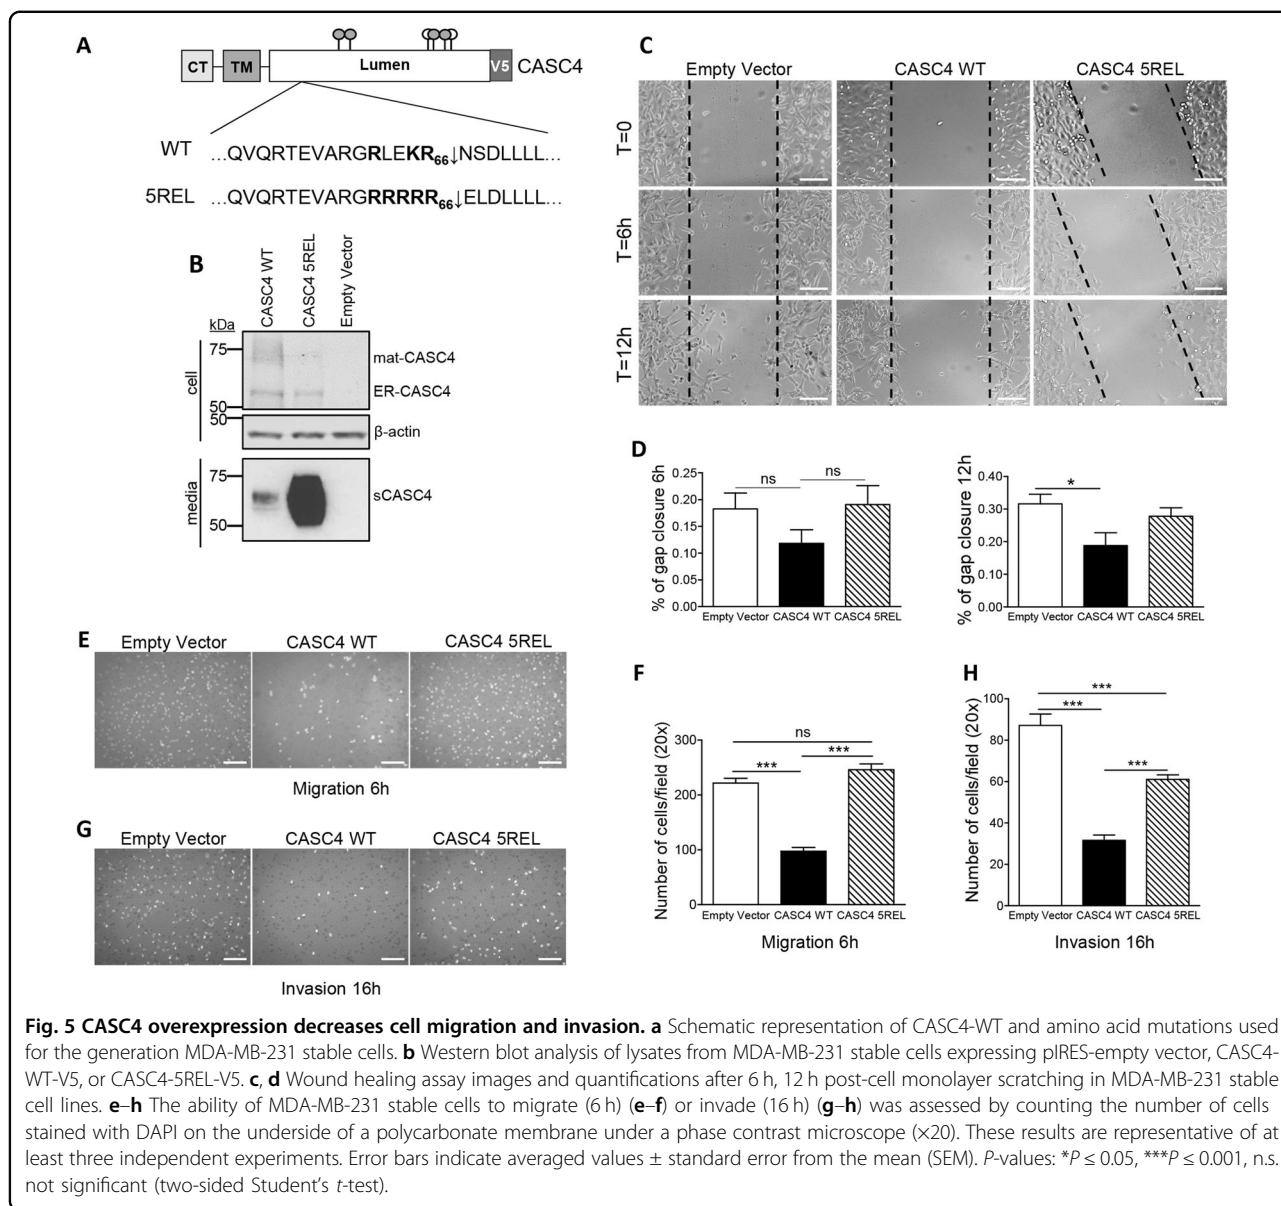 A
CT
TM
Lumen
V5
CASC4
WT
...QVQRTEVARGRLEKR66↓NSDLLLL...
5REL
...QVQRTEVARGRRRRR66↓ELDLLLL...
B
CASC4 WT
CASC4 5REL
Empty Vector
kDa
75
50
50
75
50
cell
media
mat-CASC4
ER-CASC4
β-actin
sCASC4
C
Empty Vector
CASC4 WT
CASC4 5REL
T=0
T=6h
T=12h
D
% of gap closure 6h
0.25
0.20
0.15
0.10
0.05
0.00
ns
ns
Empty Vector CASC4 WT CASC4 5REL
% of gap closure 12h
0.40
0.30
0.20
0.10
0.00
*
Empty Vector CASC4 WT CASC4 5REL
E
Empty Vector
CASC4 WT
CASC4 5REL
Migration 6h
F
Number of cells/field (20x)
300
200
100
0
ns
***
***
Empty Vector CASC4 WT CASC4 5REL
Migration 6h
G
Empty Vector
CASC4 WT
CASC4 5REL
Invasion 16h
H
Number of cells/field (20x)
100
80
60
40
20
0
***
***
***
Empty Vector CASC4 WT CASC4 5REL
Invasion 16h
Fig. 5 CASC4 overexpression decreases cell migration and invasion. a Schematic representation of CASC4-WT and amino acid mutations used
for the generation MDA-MB-231 stable cells. b Western blot analysis of lysates from MDA-MB-231 stable cells expressing pIRES-empty vector, CASC4-
WT-V5, or CASC4-5REL-V5. c, d Wound healing assay images and quantifications after 6 h, 12 h post-cell monolayer scratching in MDA-MB-231 stable
cell lines. e–h The ability of MDA-MB-231 stable cells to migrate (6 h) (e–f) or invade (16 h) (g–h) was assessed by counting the number of cells
stained with DAPI on the underside of a polycarbonate membrane under a phase contrast microscope (×20). These results are representative of at
least three independent experiments. Error bars indicate averaged values ± standard error from the mean (SEM). P-values: *P ≤ 0.05, ***P ≤ 0.001, n.s.
not significant (two-sided Student's t-test).